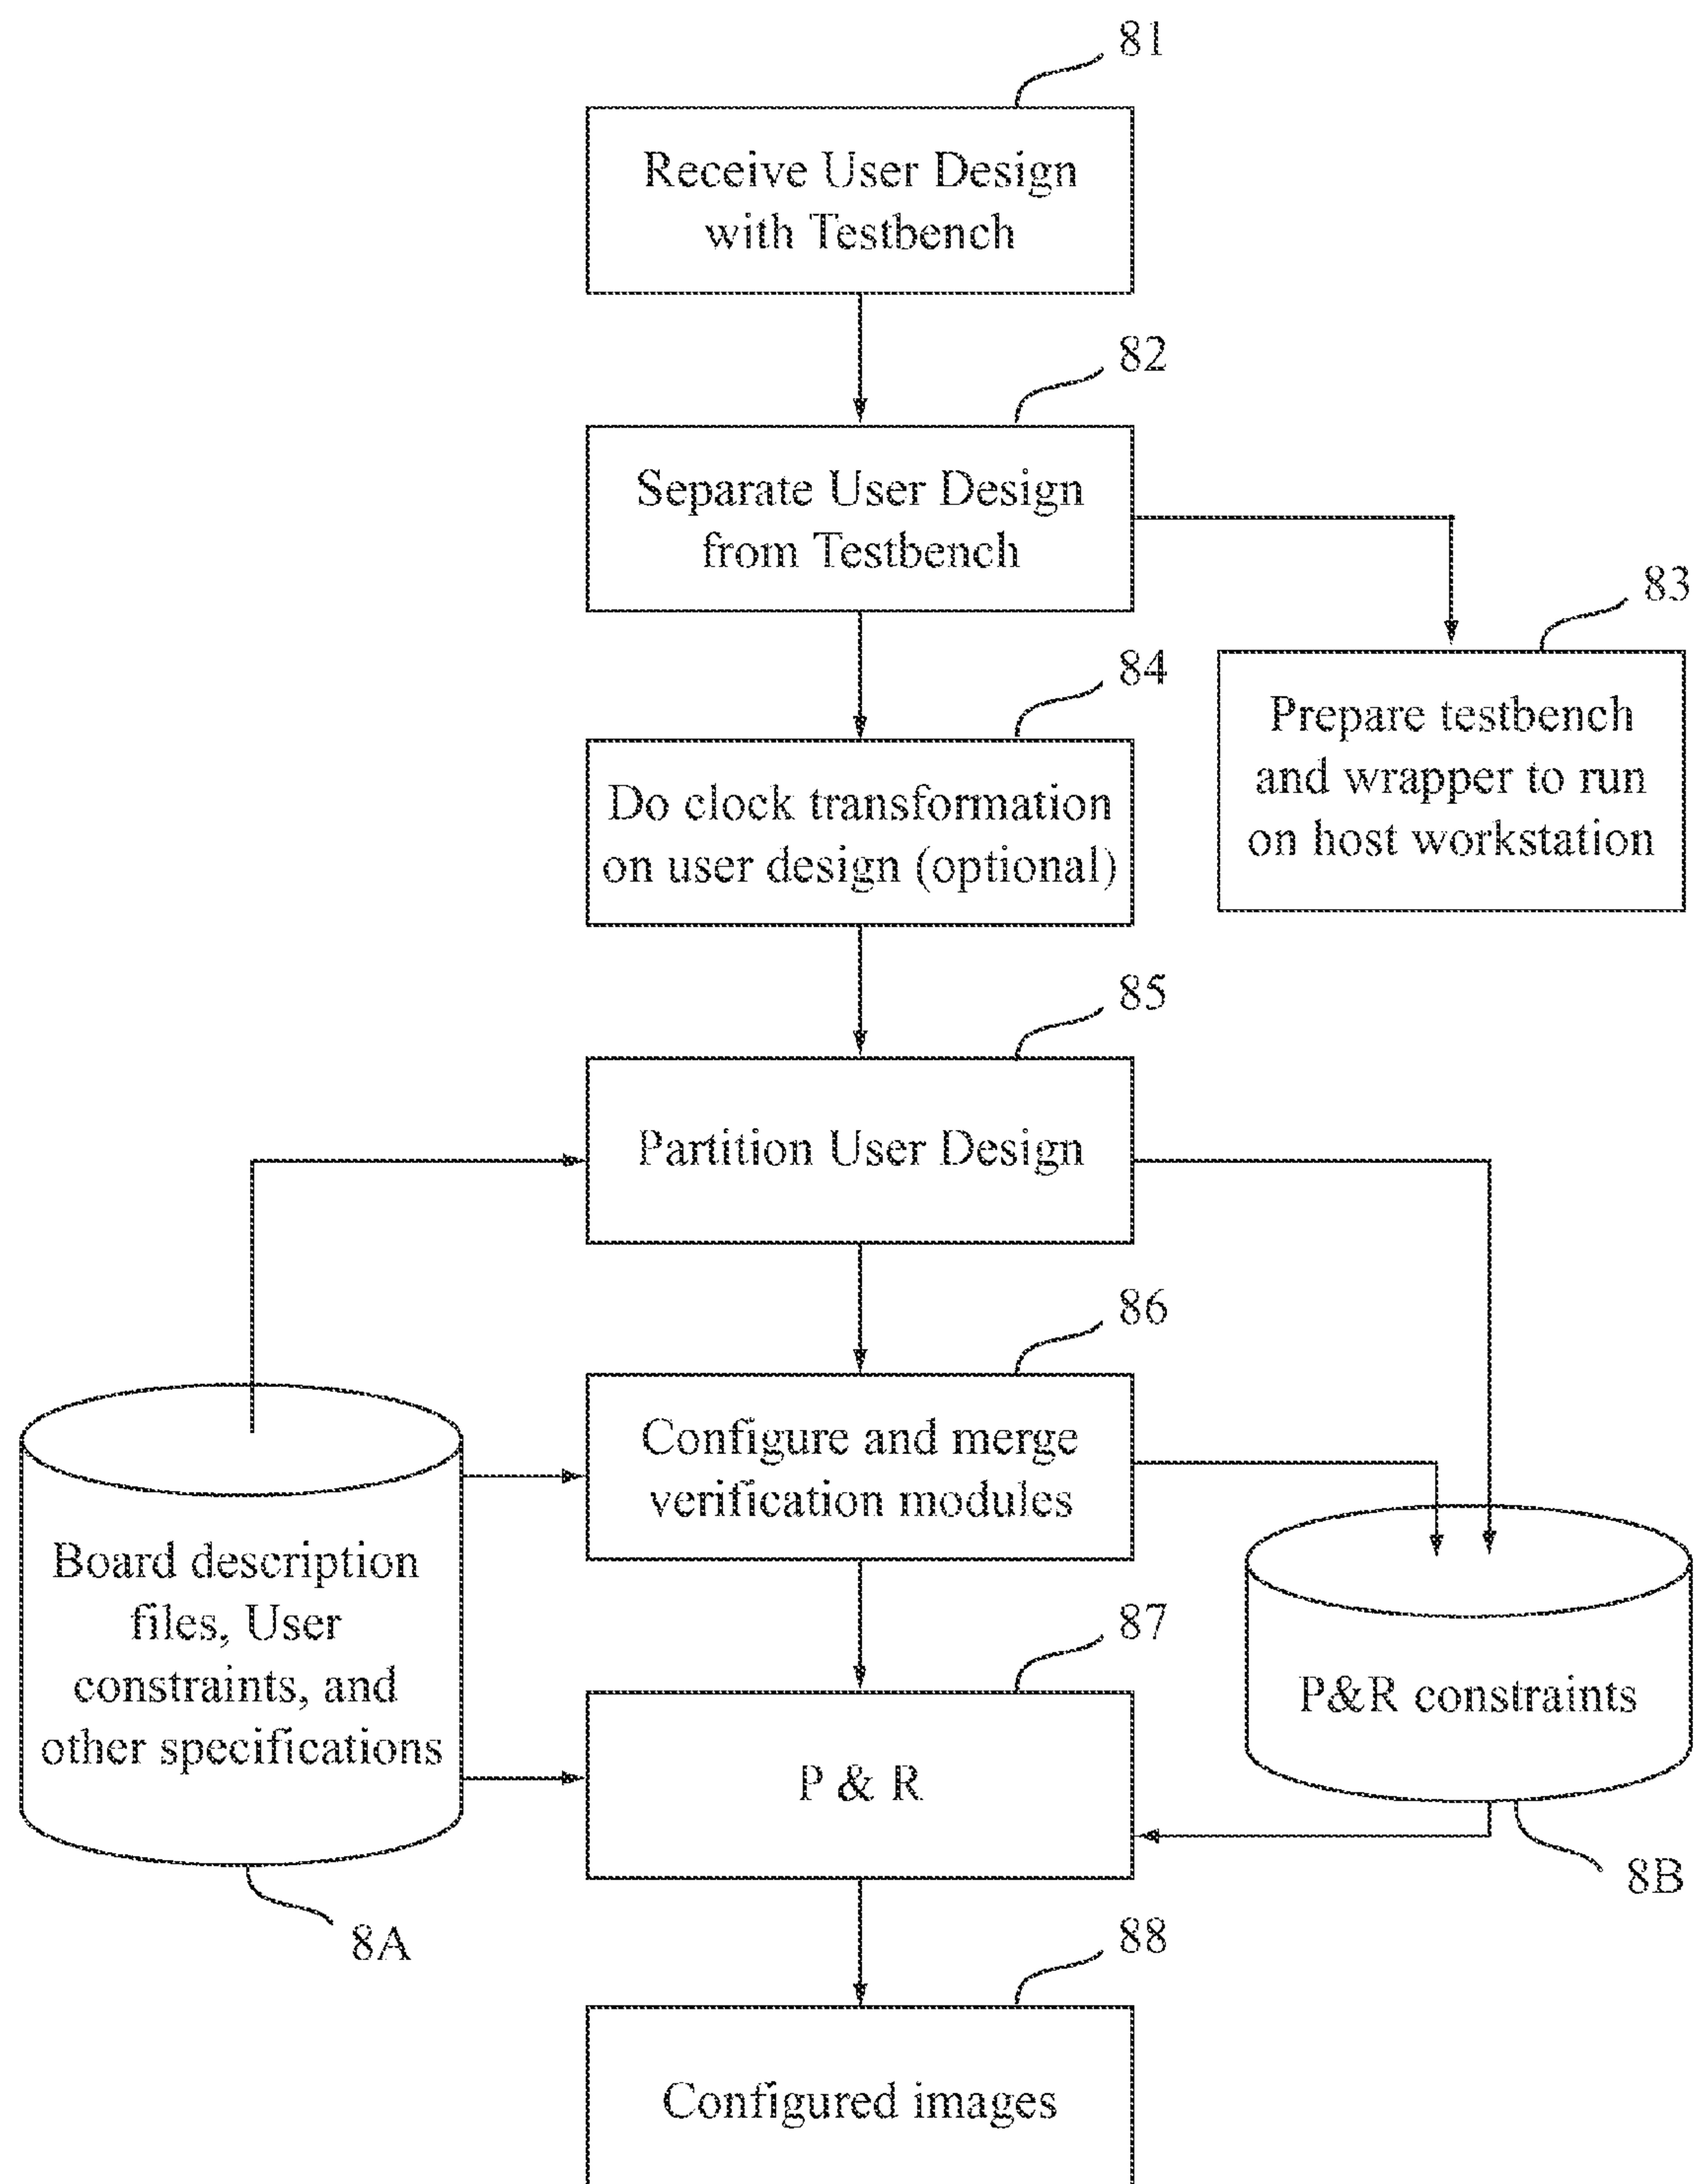 81
Receive User Design
with Testbench
82
Separate User Design
from Testbench
83
Prepare testbench
and wrapper to run
on host workstation
84
Do clock transformation
on user design (optional)
85
Partition User Design
86
Configure and merge
verification modules
Board description
files, User
constraints, and
other specifications
8A
87
P & R
P&R constraints
8B
88
Configured images